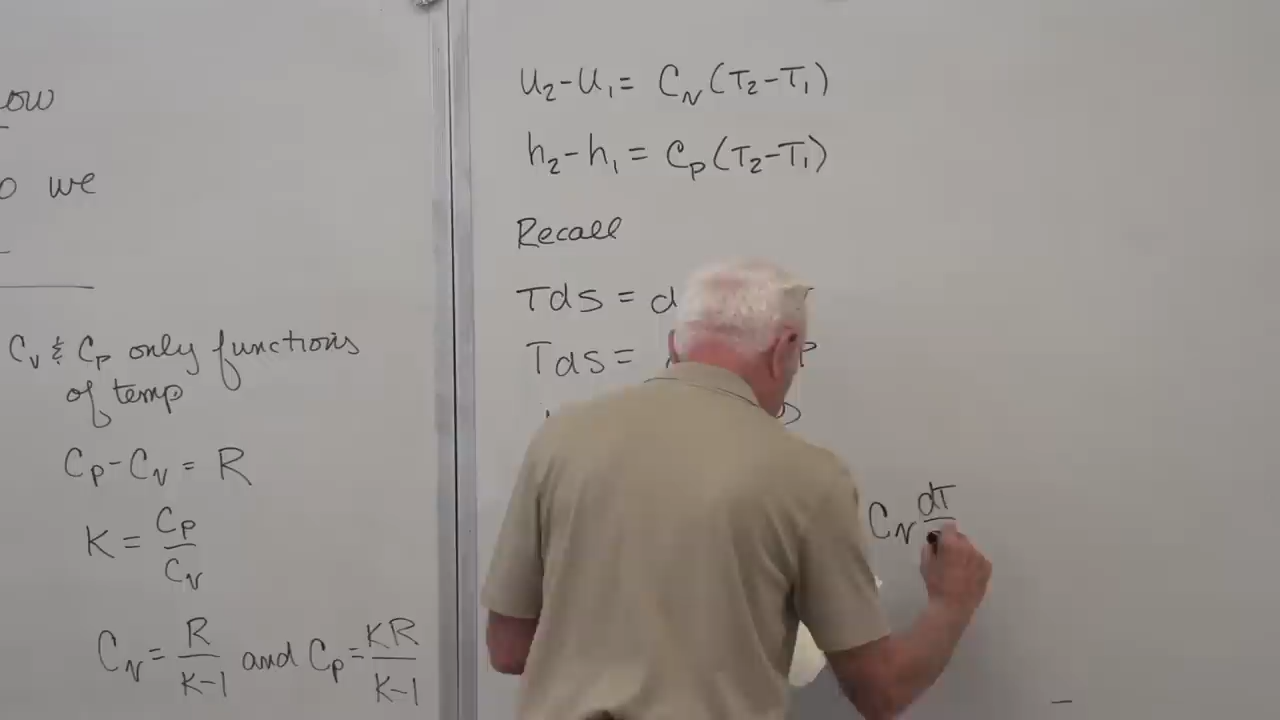 ow
we
Cv & Cp only functions
of temp
Cp-Cv = R
K = Cp/Cv
Cv = R/K-1 and Cp = KR/K-1
u2-u1 = Cv(T2-T1)
h2-h1 = Cp(T2-T1)
Recall
Tds = d
Tds =
Cv dT